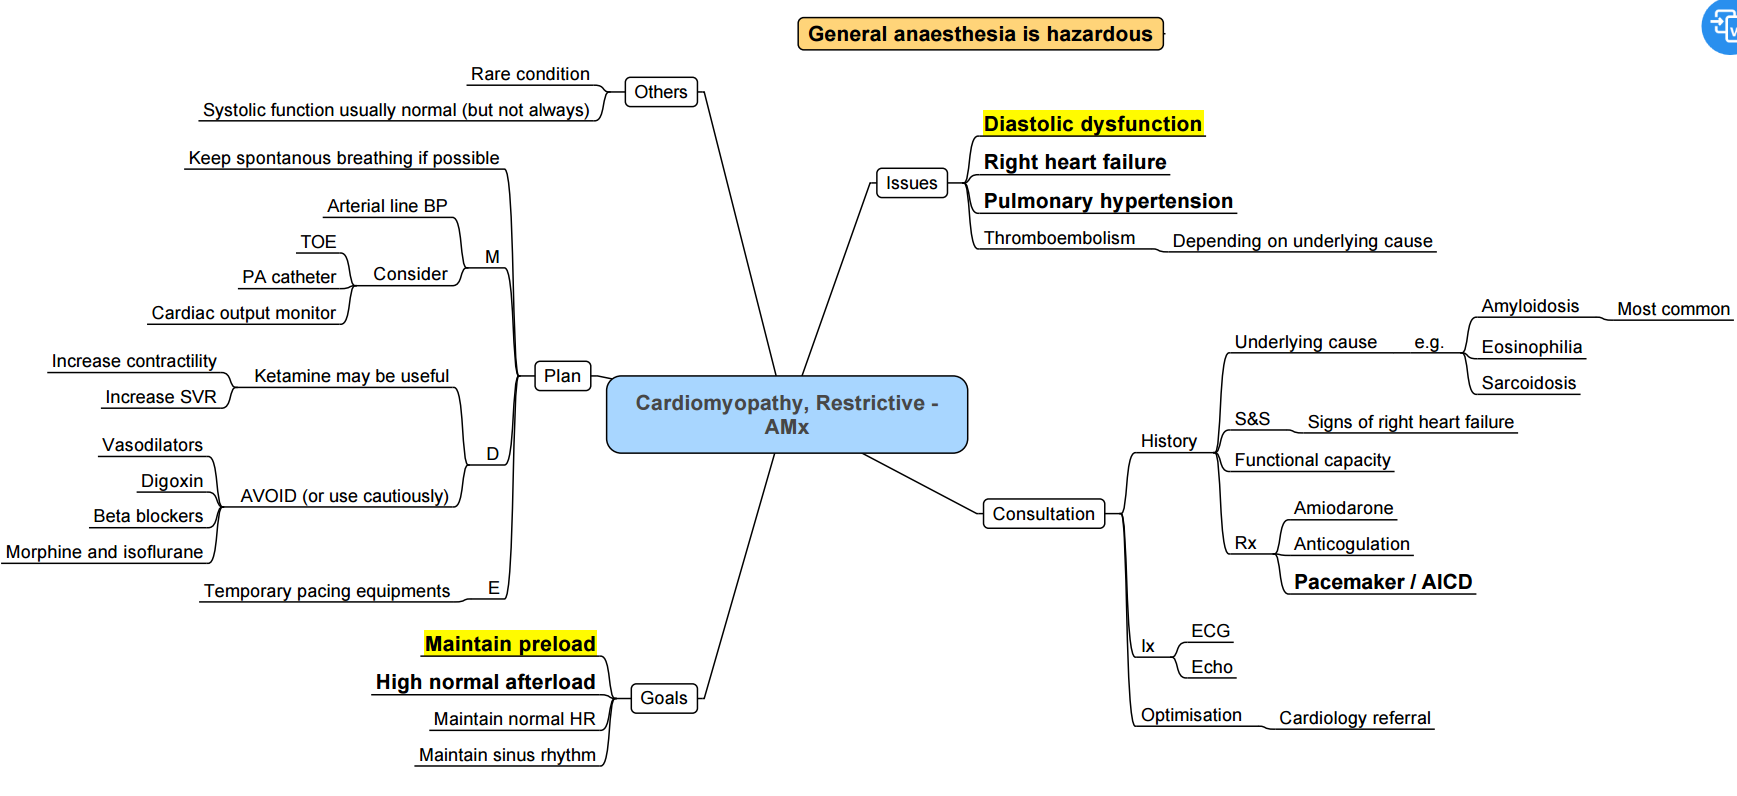 General anaesthesia is hazardous
Cardiomyopathy, Restrictive -
AMx
Issues
Diastolic dysfunction
Right heart failure
Pulmonary hypertension
Thromboembolism
Depending on underlying cause
Consultation
History
Underlying cause
e.g.
Amyloidosis
Most common
Eosinophilia
Sarcoidosis
S&S
Signs of right heart failure
Functional capacity
Rx
Amiodarone
Anticogulation
Pacemaker / AICD
Ix
ECG
Echo
Optimisation
Cardiology referral
Goals
Maintain preload
High normal afterload
Maintain normal HR
Maintain sinus rhythm
Plan
Keep spontanous breathing if possible
M
Arterial line BP
Consider
TOE
PA catheter
Cardiac output monitor
D
Ketamine may be useful
Increase contractility
Increase SVR
AVOID (or use cautiously)
Vasodilators
Digoxin
Beta blockers
Morphine and isoflurane
E
Temporary pacing equipments
Others
Rare condition
Systolic function usually normal (but not always)